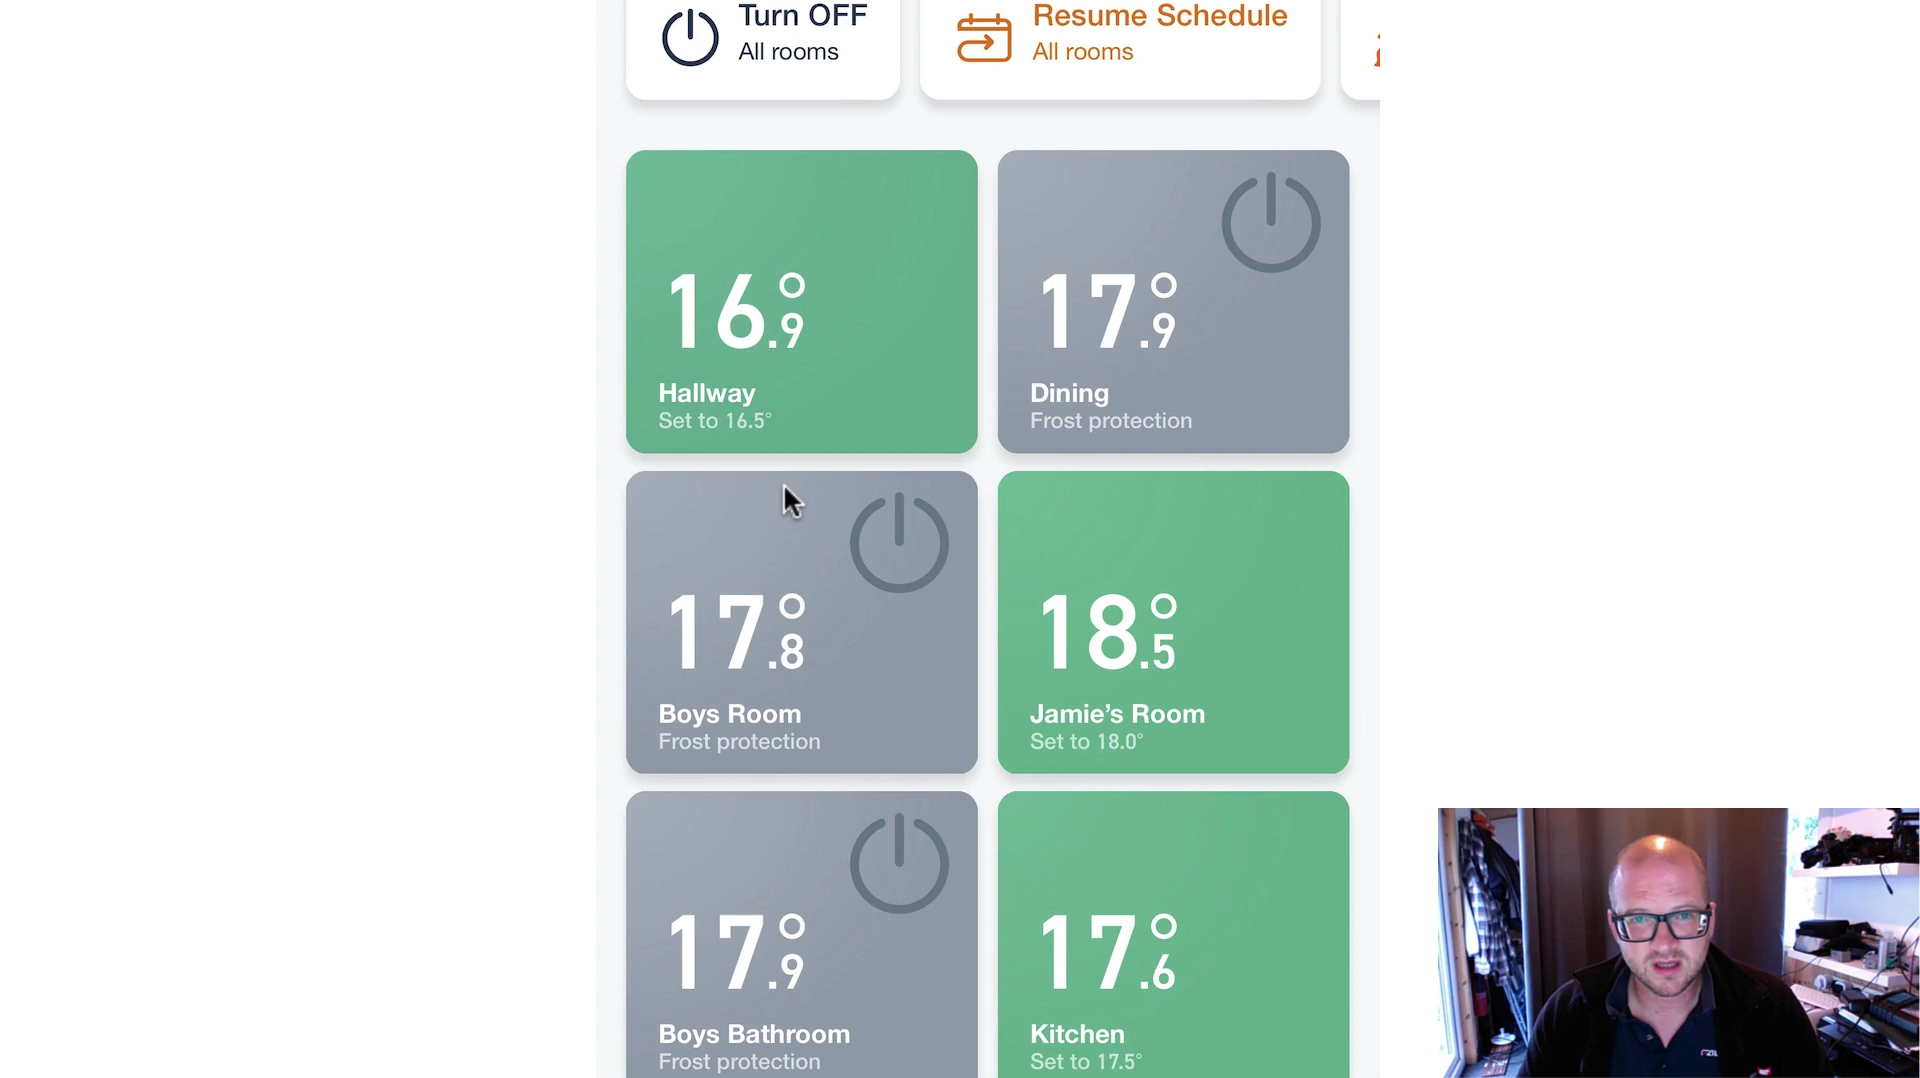 Turn OFF
All rooms
Resume Schedule
All rooms
16.9°
Hallway
Set to 16.5°
17.9°
Dining
Frost protection
17.8°
Boys Room
Frost protection
18.5°
Jamie’s Room
Set to 18.0°
17.9°
Boys Bathroom
Frost protection
17.6°
Kitchen
Set to 17.5°